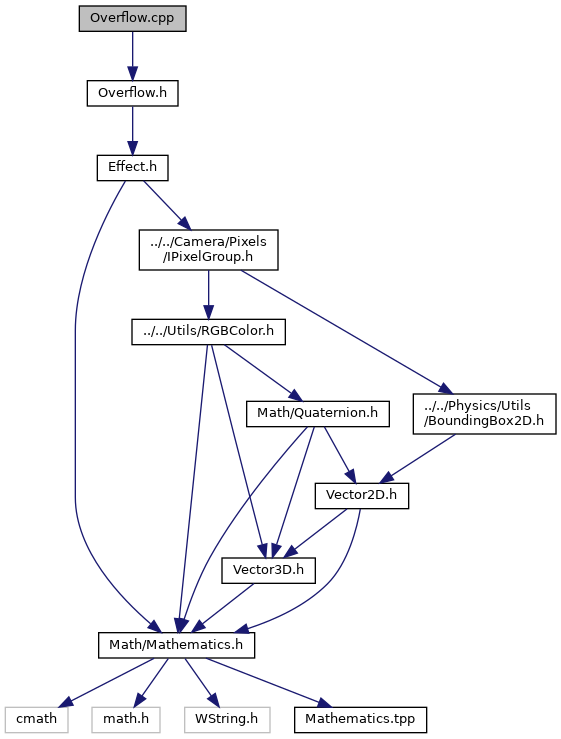 Overflow.cpp
Overflow.h
Effect.h
../../Camera/Pixels
/IPixelGroup.h
../../Utils/RGBColor.h
Math/Quaternion.h
../../Physics/Utils
/BoundingBox2D.h
Vector2D.h
Vector3D.h
Math/Mathematics.h
cmath
math.h
WString.h
Mathematics.tpp